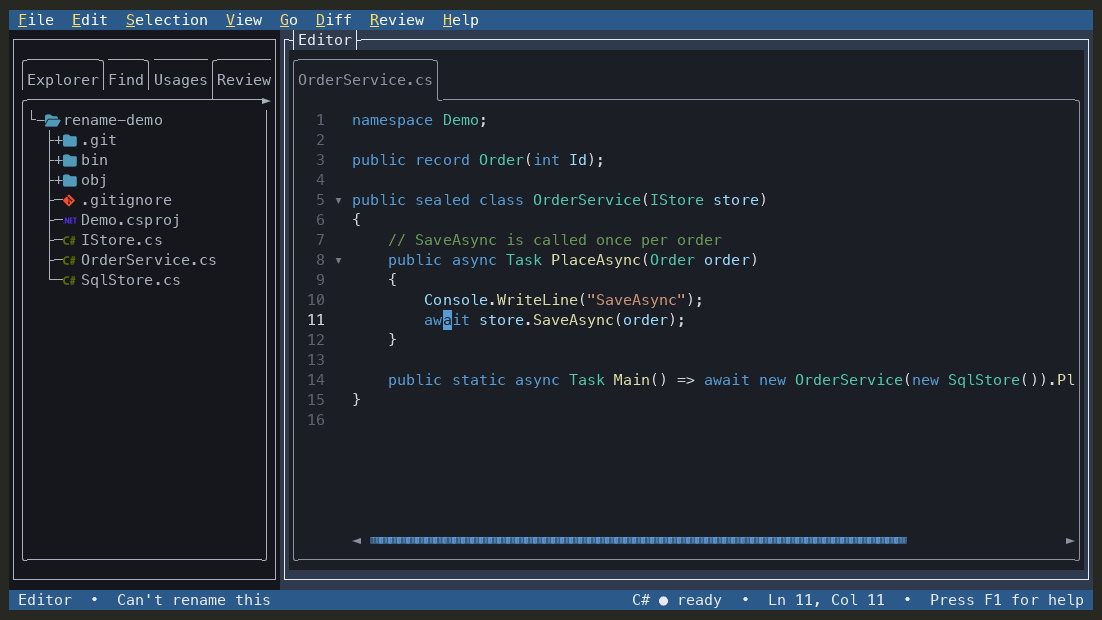 File Edit Selection View Go Diff Review Help
Editor
Explorer Find Usages Review
OrderService.cs
rename-demo
.git
bin
obj
.gitignore
Demo.csproj
IStore.cs
OrderService.cs
SqlStore.cs
1 namespace Demo;
2
3 public record Order(int Id);
4
5 public sealed class OrderService(IStore store)
6 {
7 // SaveAsync is called once per order
8 public async Task PlaceAsync(Order order)
9 {
10 Console.WriteLine("SaveAsync");
11 await store.SaveAsync(order);
12 }
13
14 public static async Task Main() => await new OrderService(new SqlStore()).Pl
15 }
16
Editor • Can't rename this C# ● ready • Ln 11, Col 11 • Press F1 for help